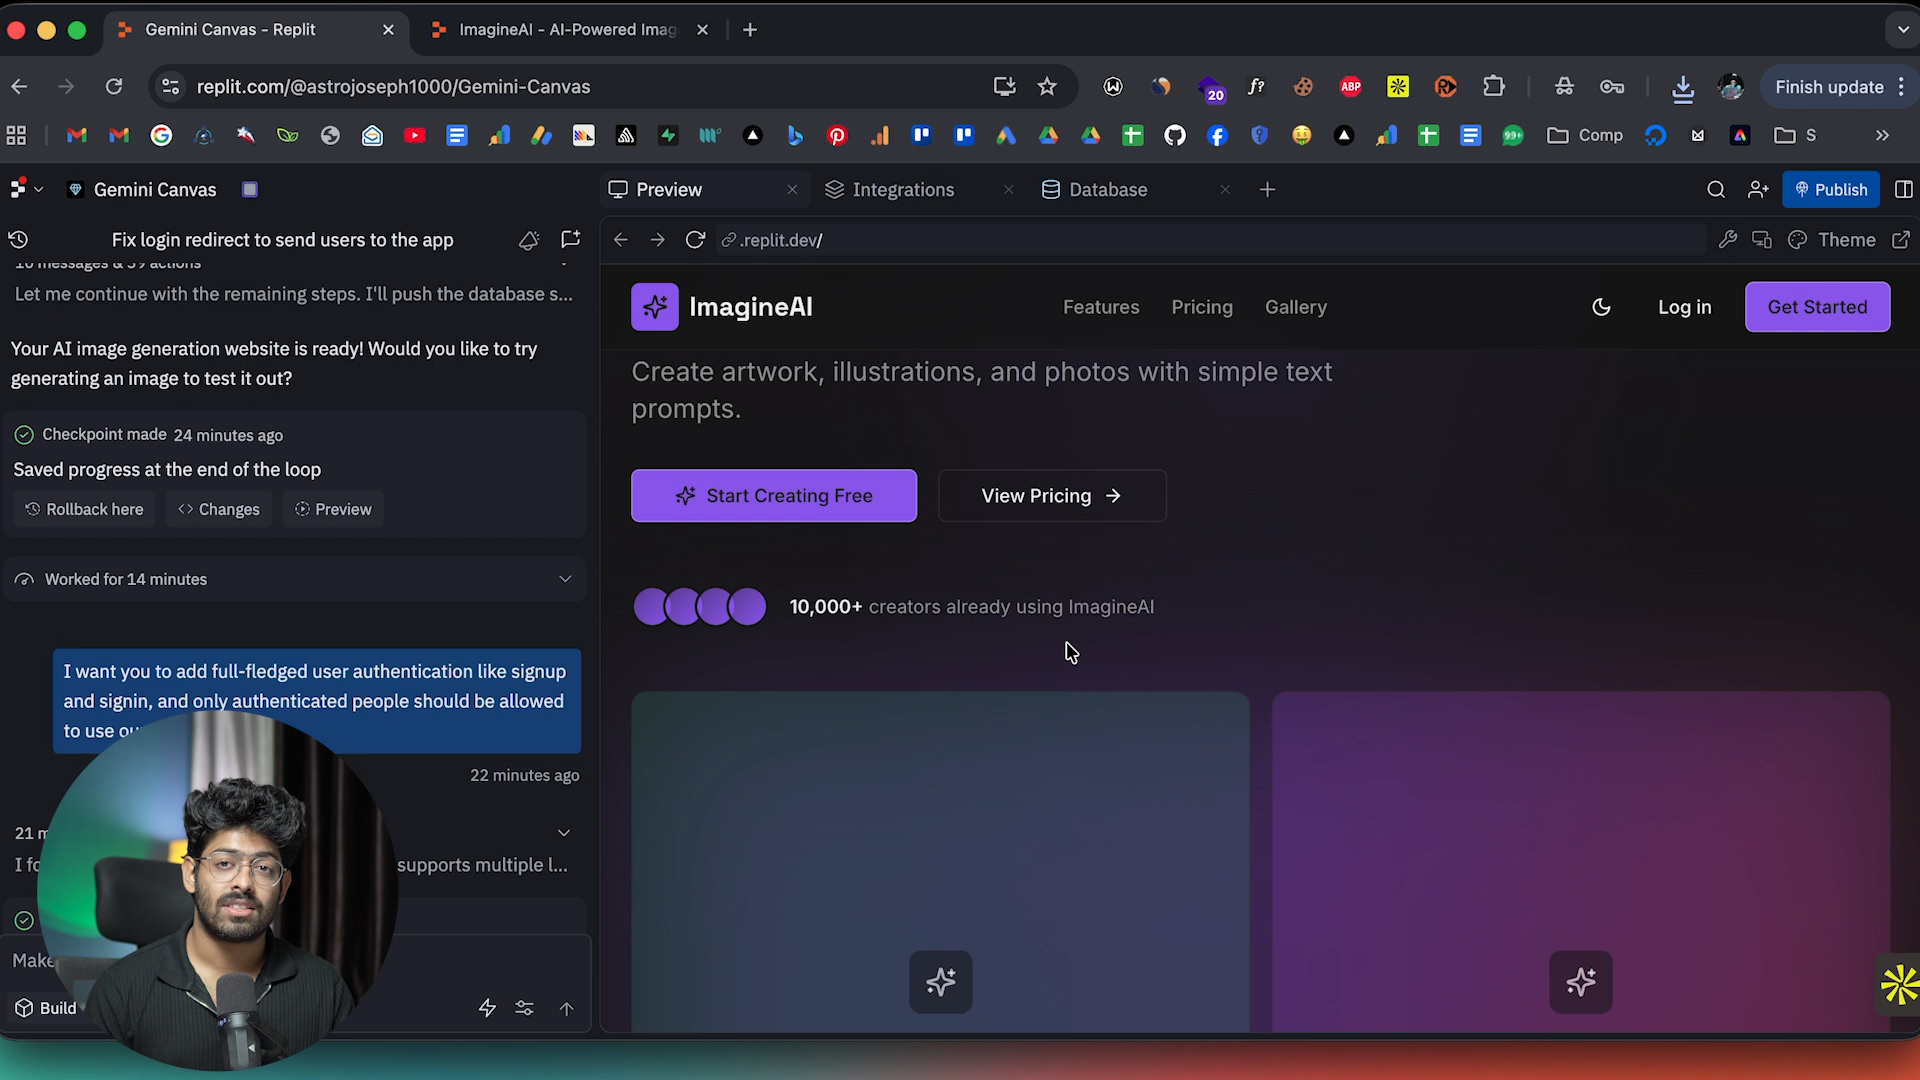 Gemini Canvas - Replit
ImagineAI - AI-Powered Imag
replit.com/@astrojoseph1000/Gemini-Canvas
20
f?
ABP
Finish update
99+
Comp
S
Gemini Canvas
Preview
Integrations
Database
Publish
Fix login redirect to send users to the app
.replit.dev/
Theme
Let me continue with the remaining steps. I'll push the database s...
Your AI image generation website is ready! Would you like to try
generating an image to test it out?
Checkpoint made 24 minutes ago
Saved progress at the end of the loop
Rollback here
Changes
Preview
Worked for 14 minutes
I want you to add full-fledged user authentication like signup
and signin, and only authenticated people should be allowed
to use
22 minutes ago
21
supports multiple l...
Make
Build
ImagineAI
Features
Pricing
Gallery
Log in
Get Started
Create artwork, illustrations, and photos with simple text
prompts.
Start Creating Free
View Pricing
10,000+ creators already using ImagineAI